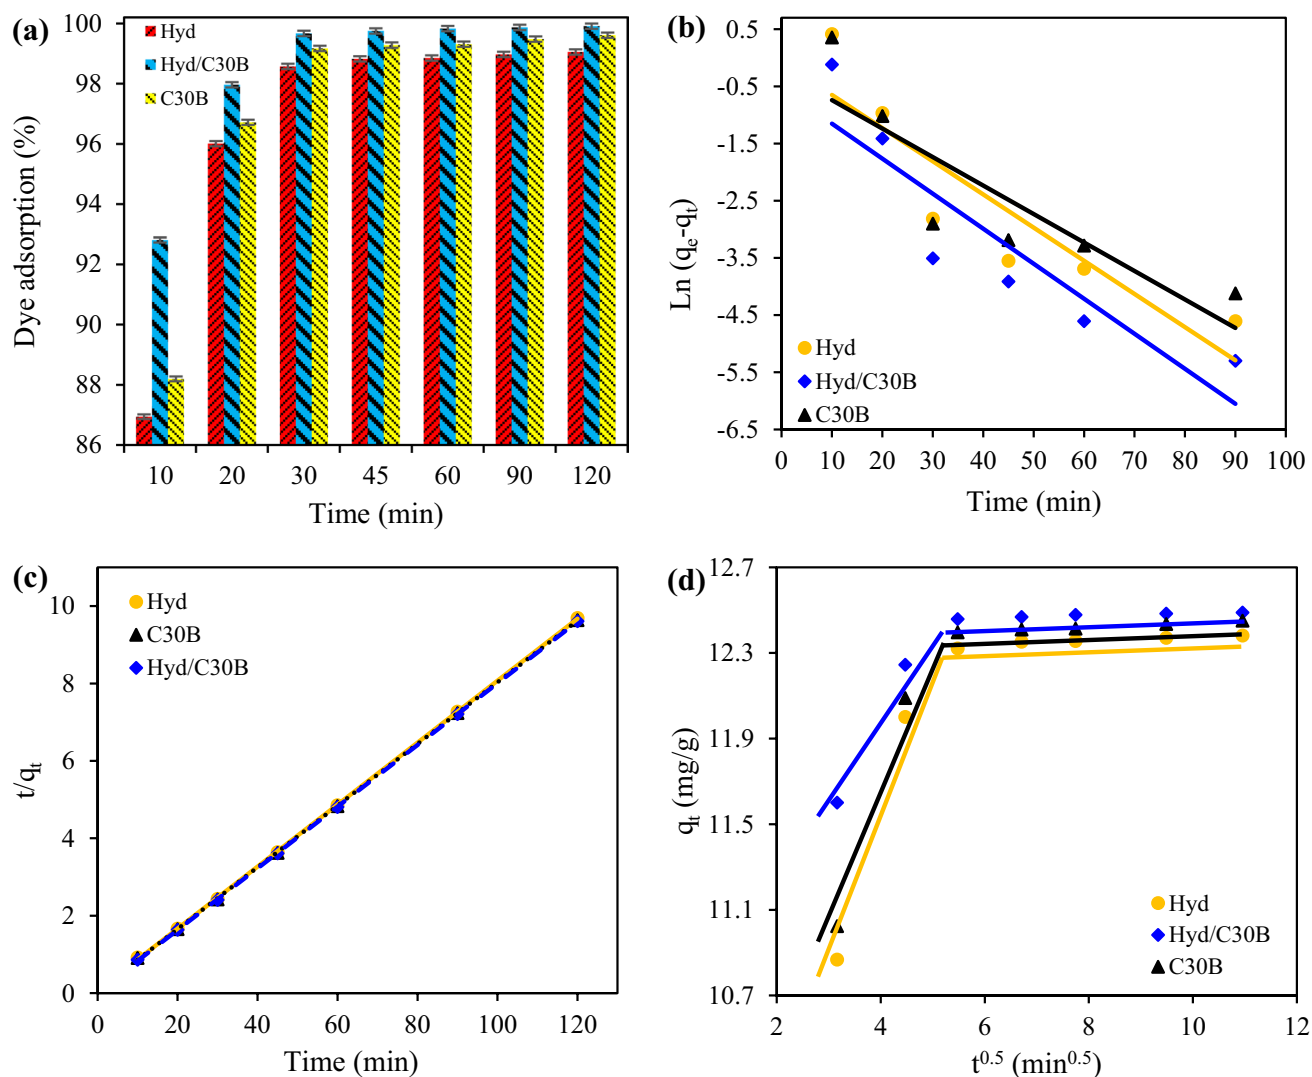 (a)
Dye adsorption (%)
100
98
96
94
92
90
88
86
Hyd
Hyd/C30B
C30B
10 20 30 45 60 90 120
Time (min)
(b)
Ln (qe-qt)
0.5
-0.5
-1.5
-2.5
-3.5
-4.5
-5.5
-6.5
Hyd
Hyd/C30B
C30B
0 10 20 30 40 50 60 70 80 90 100
Time (min)
(c)
t/qt
10
8
6
4
2
0
Hyd
C30B
Hyd/C30B
0 20 40 60 80 100 120
Time (min)
(d)
qt (mg/g)
12.7
12.3
11.9
11.5
11.1
10.7
Hyd
Hyd/C30B
C30B
2 4 6 8 10 12
t^0.5 (min^0.5)